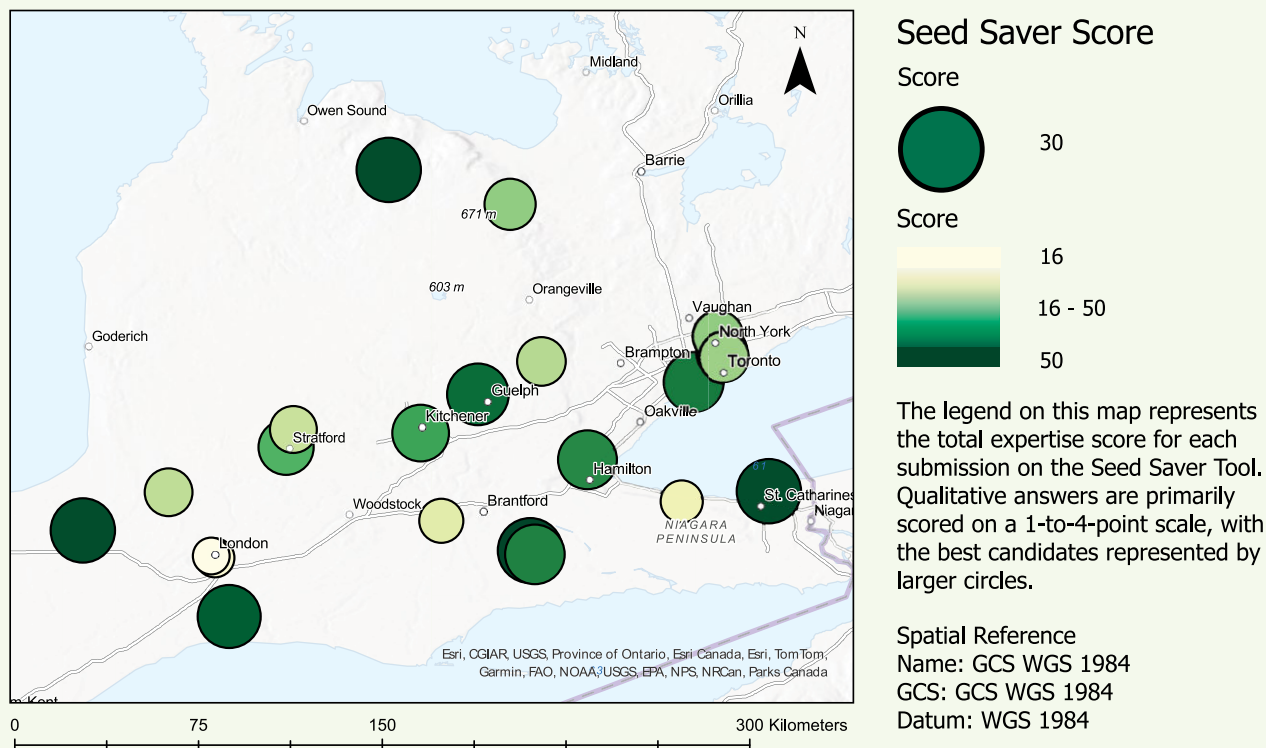 N
Midland
Orillia
Owen Sound
Barrie
671 m
603 m
Orangeville
Vaughan
North York
Goderich
Brampton
Toronto
Guelph
Oakville
Kitchener
Stratford
61
Hamilton
St. Catharines
Woodstock
Brantford
Niagar
NIAGARA
PENINSULA
London
Esri, CGIAR, USGS, Province of Ontario, Esri Canada, Esri, TomTom,
Garmin, FAO, NOAA, USGS, EPA, NPS, NRCan, Parks Canada
m Kent
0 75 150 300 Kilometers
Seed Saver Score
Score
30
Score
16
16 - 50
50
The legend on this map represents
the total expertise score for each
submission on the Seed Saver Tool.
Qualitative answers are primarily
scored on a 1-to-4-point scale, with
the best candidates represented by
larger circles.
Spatial Reference
Name: GCS WGS 1984
GCS: GCS WGS 1984
Datum: WGS 1984